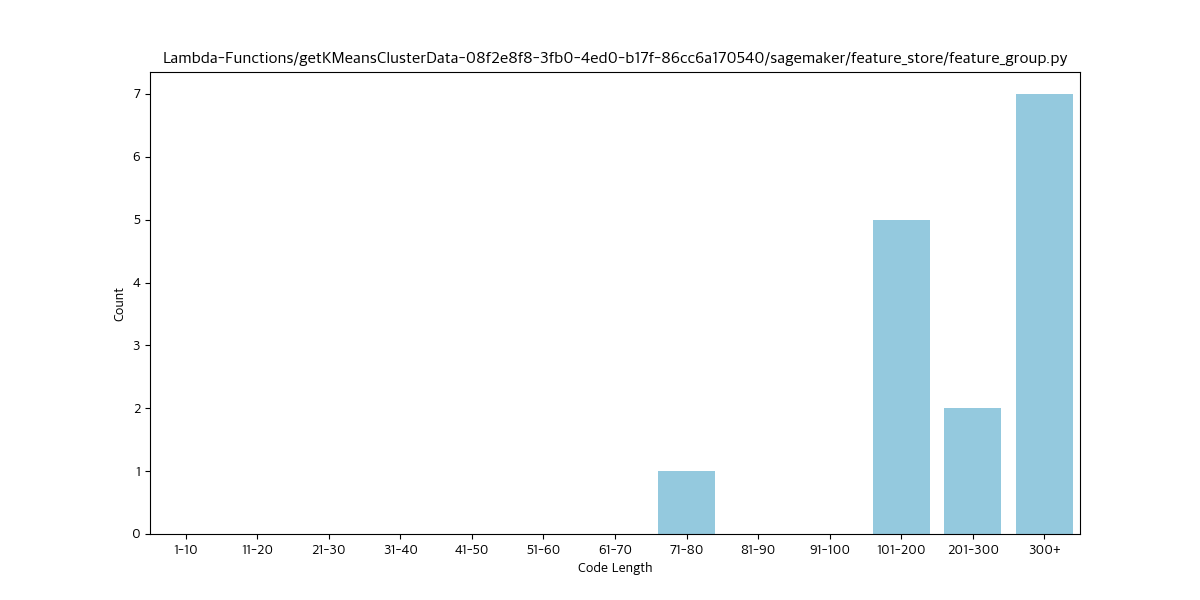 Lambda-Functions/getKMeansClusterData-08f2e8f8-3fb0-4ed0-b17f-86cc6a170540/sagemaker/feature_store/feature_group.py
7
6
5
4
3
2
1
0
Count
1-10 11-20 21-30 31-40 41-50 51-60 61-70 71-80 81-90 91-100 101-200 201-300 300+
Code Length